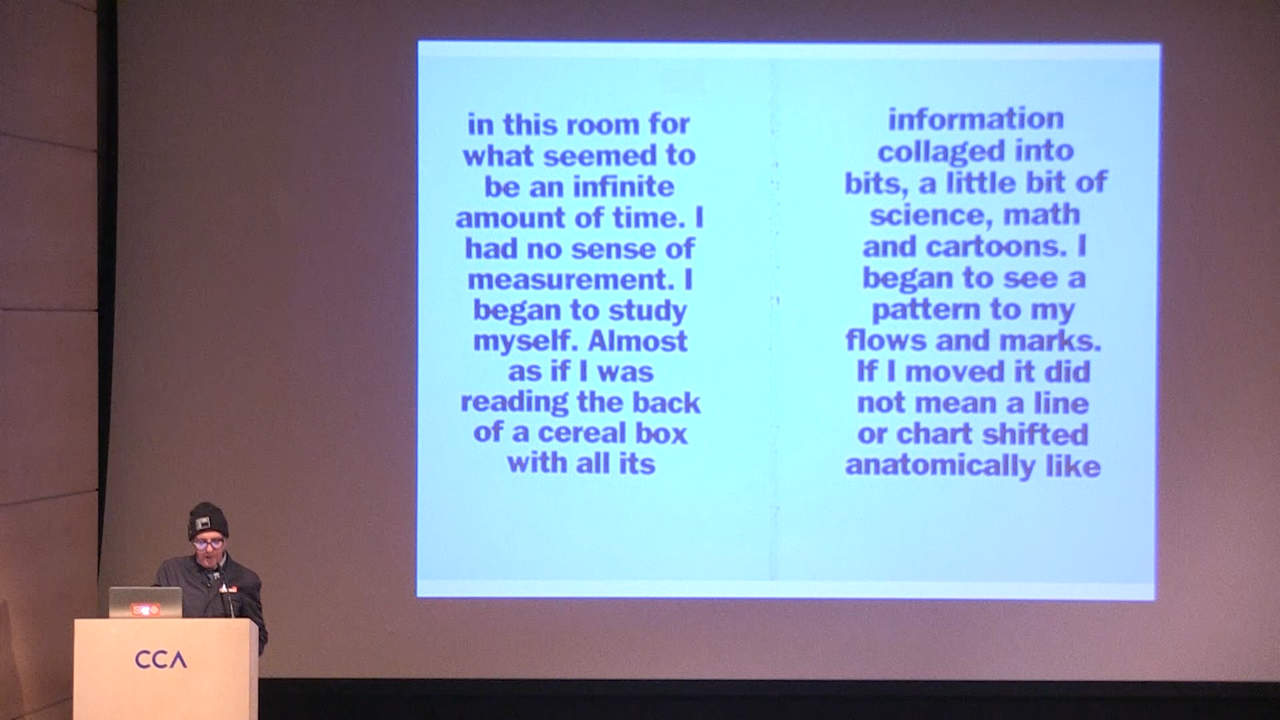 in this room for
what seemed to
be an infinite
amount of time. I
had no sense of
measurement. I
began to study
myself. Almost
as if I was
reading the back
of a cereal box
with all its
information
collaged into
bits, a little bit of
science, math
and cartoons. I
began to see a
pattern to my
flows and marks.
If I moved it did
not mean a line
or chart shifted
anatomically like
CCA